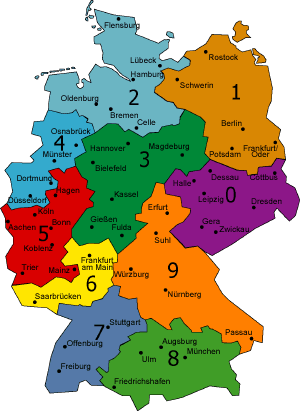 Flensburg
Rostock
Lübeck
Hamburg
Schwerin
1
2
Oldenburg
Bremen
Celle
Berlin
4
Osnabrück
Hannover
Magdeburg
Potsdam
Frankfurt/
Oder
Münster
3
Bielefeld
Dessau
Cottbus
Dortmund
Halle
Hagen
Kassel
Leipzig
0
Düsseldorf
Dresden
Köln
Erfurt
Aachen
5
Bonn
Gießen
Gera
Zwickau
Fulda
Suhl
Koblenz
Frankfurt
am Main
Trier
Mainz
Würzburg
9
6
Saarbrücken
Nürnberg
7
Stuttgart
Passau
Offenburg
Augsburg
8
München
Ulm
Freiburg
Friedrichshafen